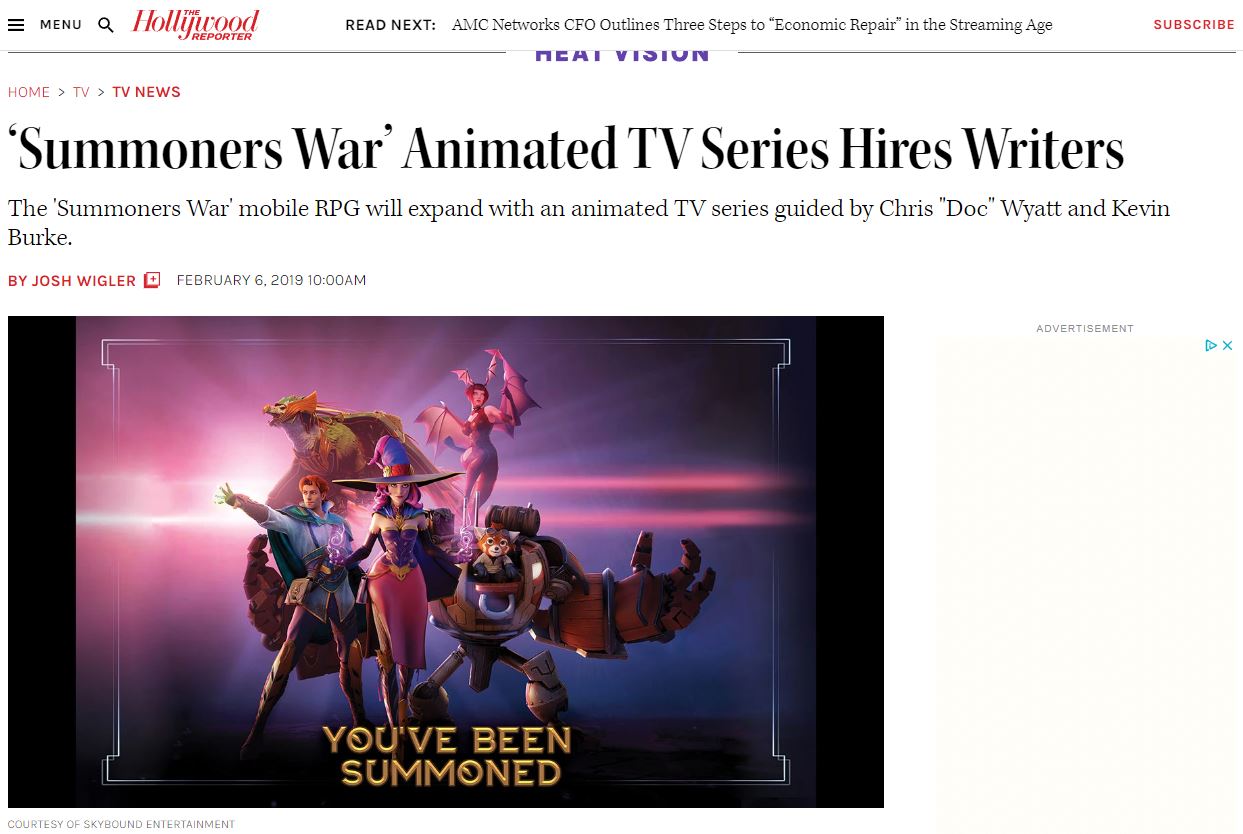 MENU
THE
Hollywood
REPORTER
READ NEXT: AMC Networks CFO Outlines Three Steps to “Economic Repair” in the Streaming Age
SUBSCRIBE
HEAT VISION
HOME > TV > TV NEWS
‘Summoners War’ Animated TV Series Hires Writers
The 'Summoners War' mobile RPG will expand with an animated TV series guided by Chris "Doc" Wyatt and Kevin
Burke.
BY JOSH WIGLER FEBRUARY 6, 2019 10:00AM
ADVERTISEMENT
YOU'VE BEEN
SUMMONED
COURTESY OF SKYBOUND ENTERTAINMENT